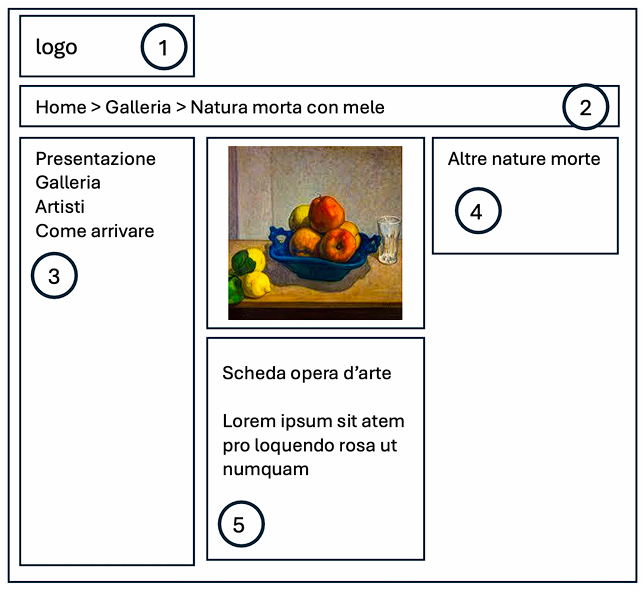 logo
1
Home > Galleria > Natura morta con mele
2
Presentazione
Galleria
Artisti
Come arrivare
3
Altre nature morte
4
Scheda opera d’arte
Lorem ipsum sit atem
pro loquendo rosa ut
numquam
5